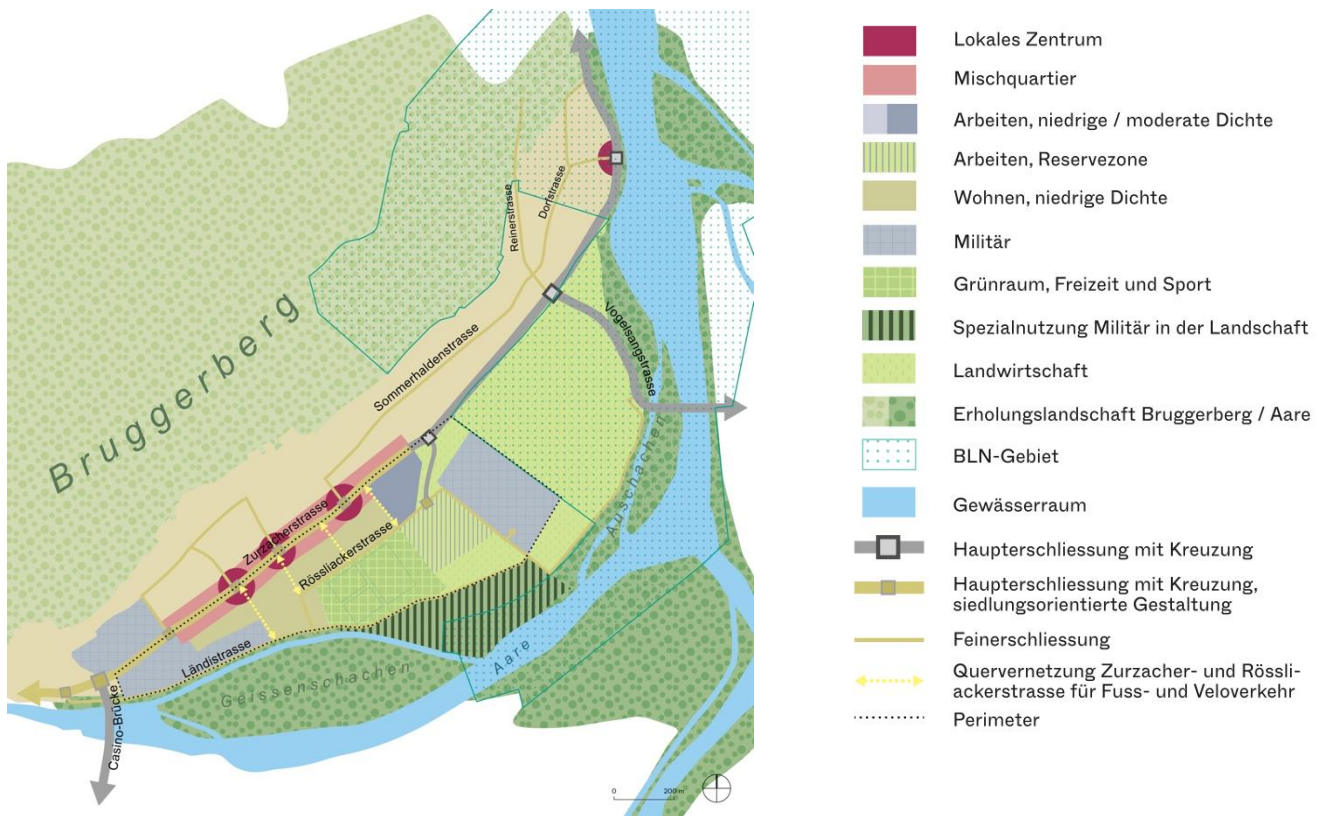 Bruggerberg
Reinerstrasse
Dorfstrasse
Sommerhaldenstrasse
Vogelsangstrasse
Zurzacherstrasse
Rössliackerstrasse
Ländistrasse
Auschachen
Geissenschachen
Aare
Casino-Brücke
0 200 m
Lokales Zentrum
Mischquartier
Arbeiten, niedrige / moderate Dichte
Arbeiten, Reservezone
Wohnen, niedrige Dichte
Militär
Grünraum, Freizeit und Sport
Spezialnutzung Militär in der Landschaft
Landwirtschaft
Erholungslandschaft Bruggerberg / Aare
BLN-Gebiet
Gewässerraum
Haupterschliessung mit Kreuzung
Haupterschliessung mit Kreuzung,
siedlungsorientierte Gestaltung
Feinerschliessung
Quervernetzung Zurzacher- und Rössli-
ackerstrasse für Fuss- und Veloverkehr
Perimeter